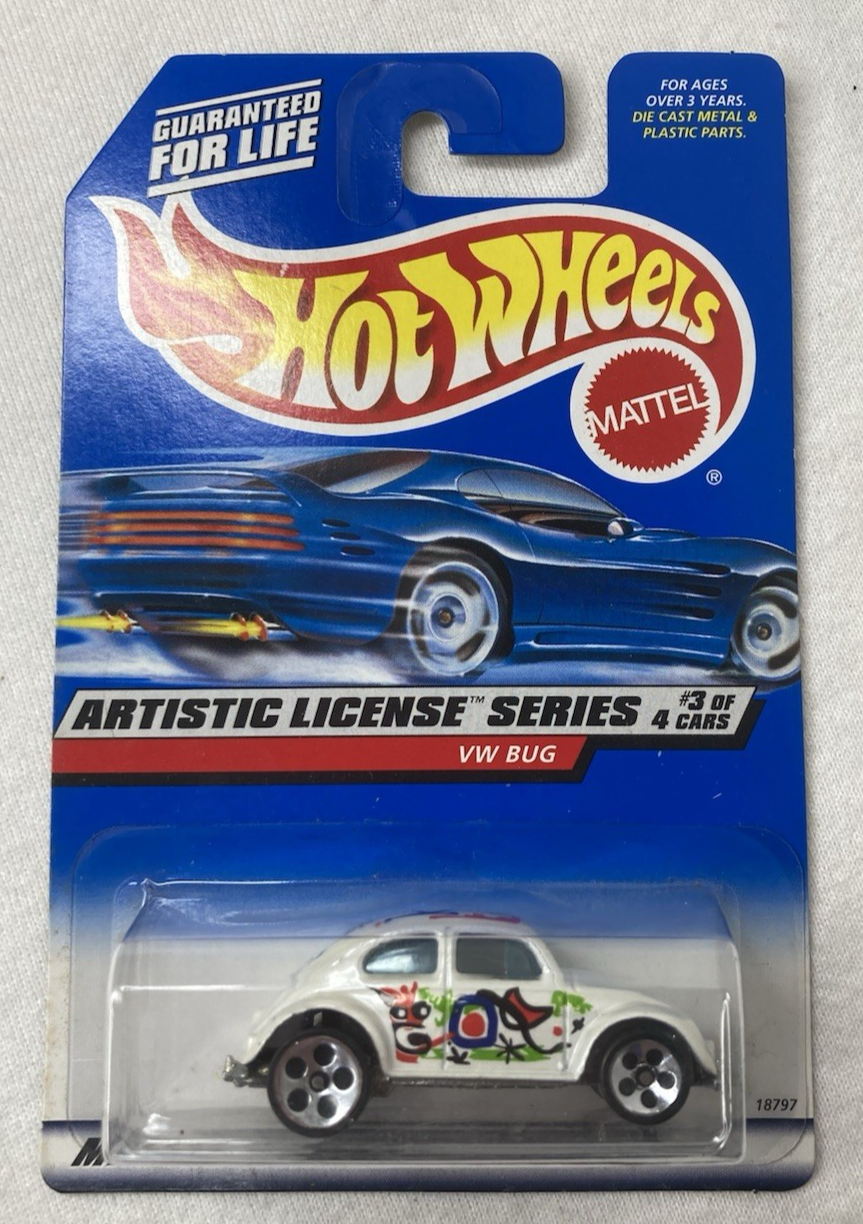 GUARANTEED
FOR LIFE
FOR AGES
OVER 3 YEARS.
DIE CAST METAL &
PLASTIC PARTS.
HOT WHEELS
MATTEL
®
ARTISTIC LICENSE™ SERIES #3 OF
4 CARS
VW BUG
18797
M